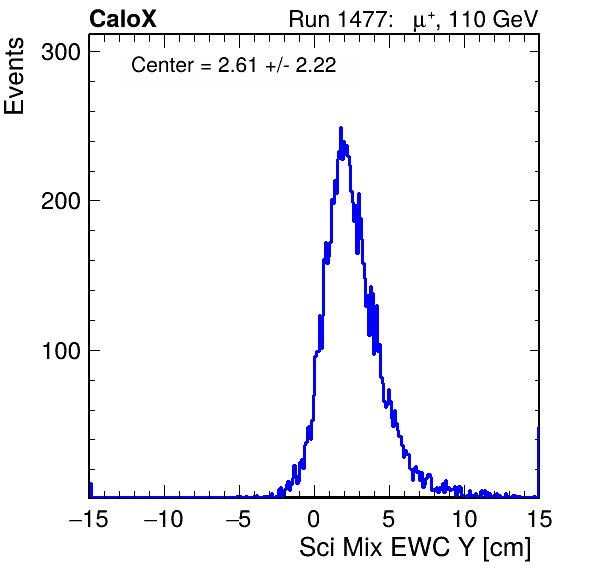 CaloX Run 1477: μ⁺, 110 GeV
Events
300
Center = 2.61 +/- 2.22
200
100
−15 −10 −5 0 5 10 15
Sci Mix EWC Y [cm]